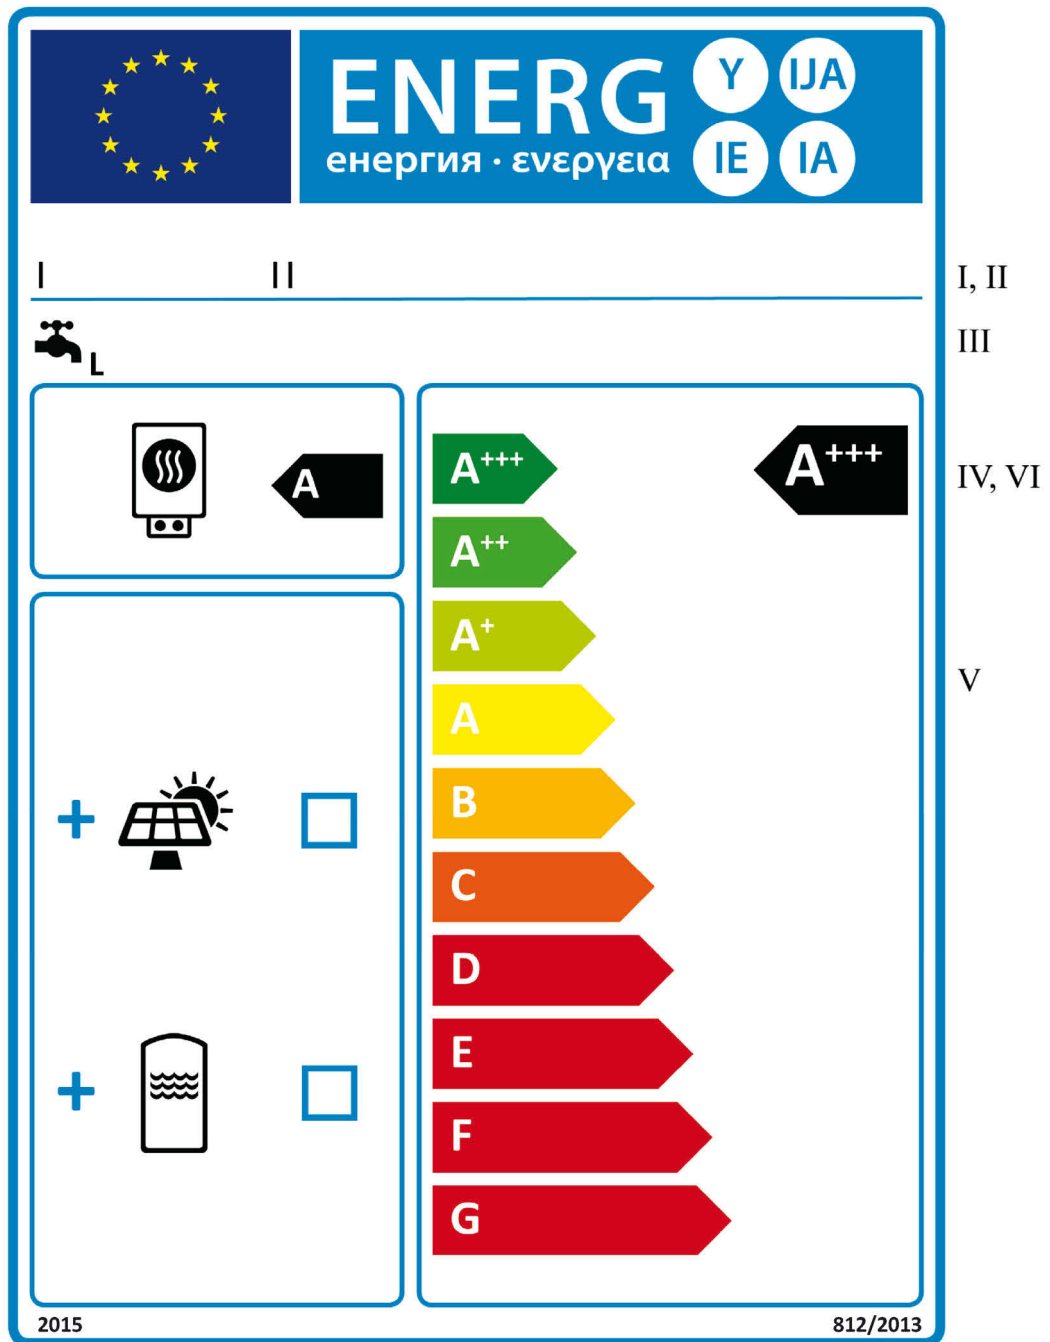 ENERG Y IJA
енергия · ενεργεια IE IA
I II I, II
L III
A A+++ A+++ IV, VI
A++
A+
A V
B
C
D
E
F
G
2015 812/2013